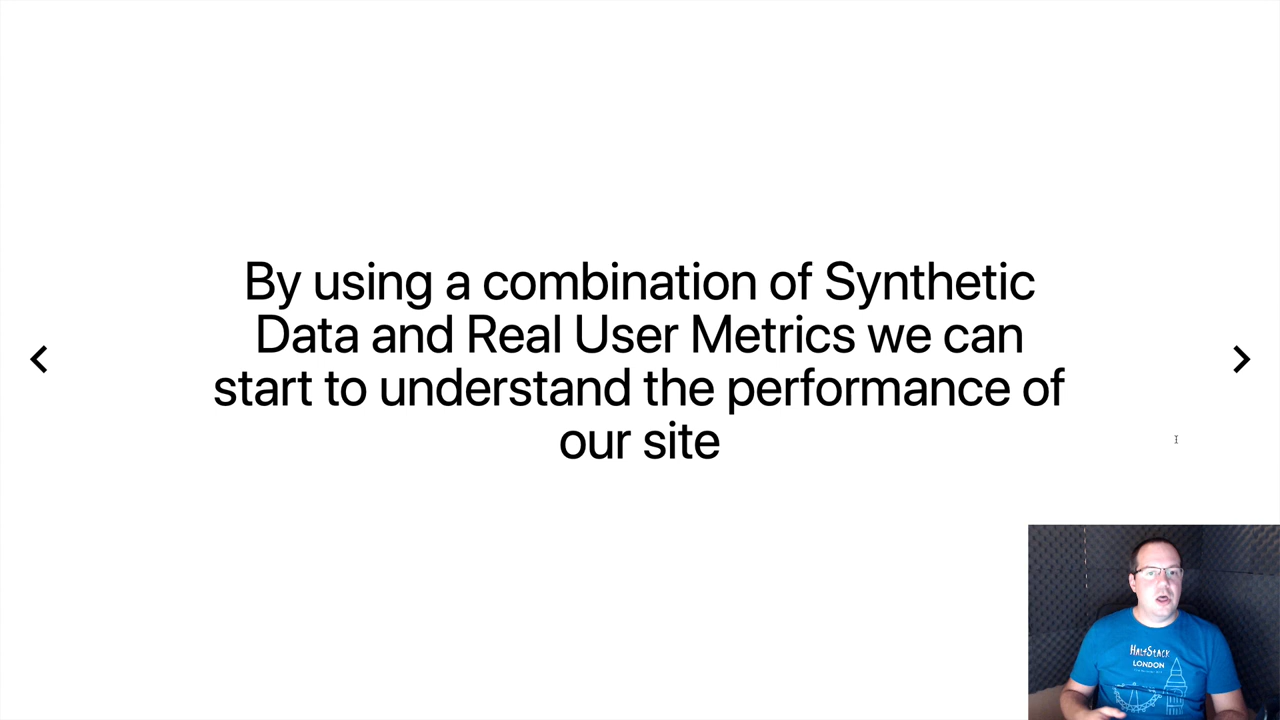 By using a combination of Synthetic
Data and Real User Metrics we can
start to understand the performance of
our site
HALFSTACK
LONDON